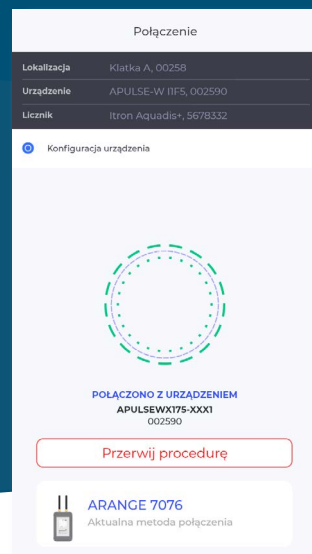 Połączenie
Lokalizacja Klatka A, 00258
Urządzenie APULSE-W I1F5, 002590
Licznik Itron Aquadis+, 5678332
Konfiguracja urządzenia
POŁĄCZONO Z URZĄDZENIEM
APULSEWX175-XXX1
002590
Przerwij procedurę
ARANGE 7076
Aktualna metoda połączenia